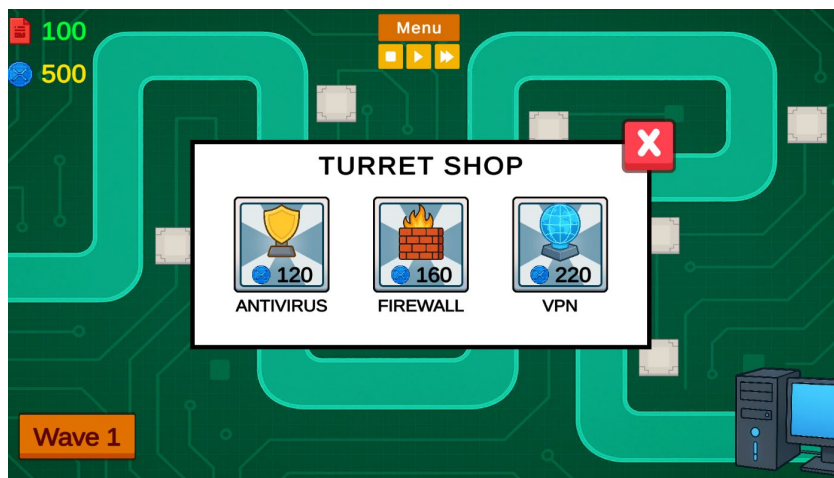 100
500
Menu
TURRET SHOP
120
160
220
ANTIVIRUS
FIREWALL
VPN
Wave 1